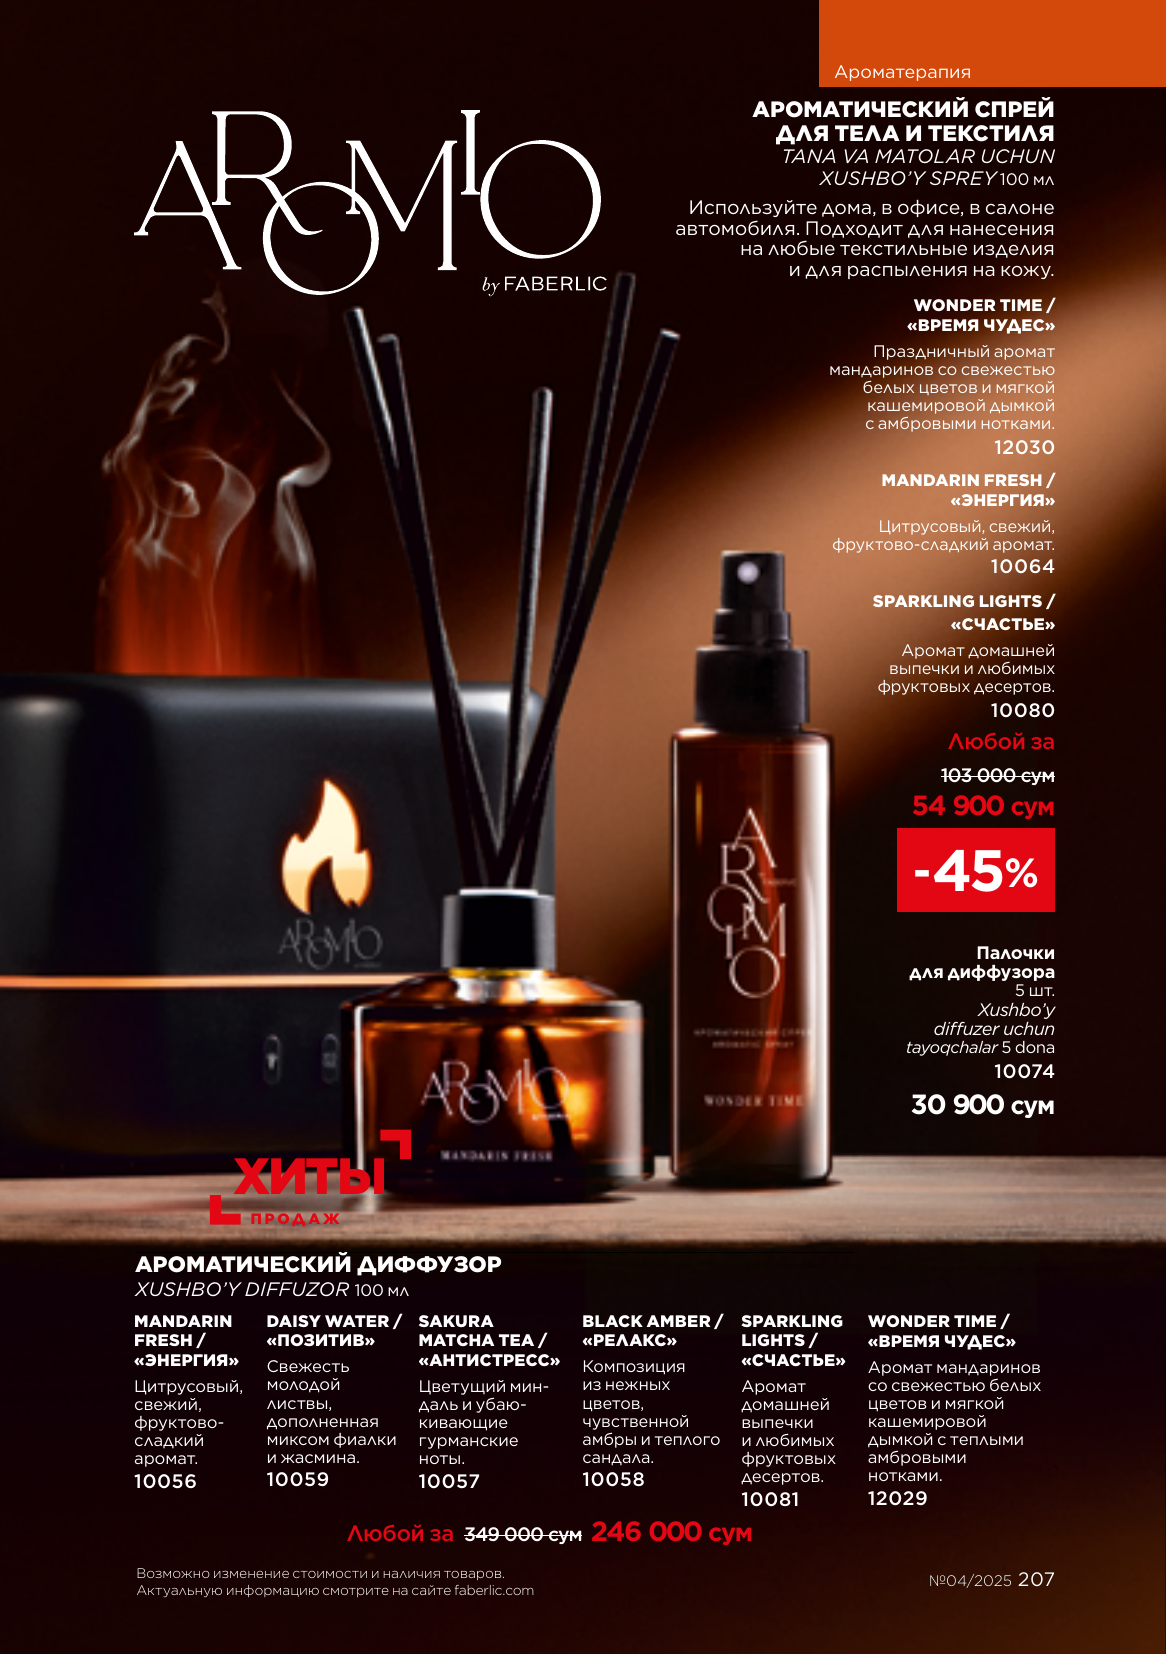 Ароматерапия
AROMIO
by FABERLIC
АРОМАТИЧЕСКИЙ СПРЕЙ
ДЛЯ ТЕЛА И ТЕКСТИЛЯ
TANA VA MATOLAR UCHUN
XUSHBO'Y SPREY 100 мл
Используйте дома, в офисе, в салоне
автомобиля. Подходит для нанесения
на любые текстильные изделия
и для распыления на кожу.
WONDER TIME /
«ВРЕМЯ ЧУДЕС»
Праздничный аромат
мандаринов со свежестью
белых цветов и мягкой
кашемировой дымкой
с амбровыми нотками.
12030
MANDARIN FRESH /
«ЭНЕРГИЯ»
Цитрусовый, свежий,
фруктово-сладкий аромат.
10064
SPARKLING LIGHTS /
«СЧАСТЬЕ»
Аромат домашней
выпечки и любимых
фруктовых десертов.
10080
Любой за
103 000 сум
54 900 сум
-45%
Палочки
для диффузора
5 шт.
Xushbo'y
diffuzer uchun
tayoqchalar 5 dona
10074
30 900 сум
AROMIO
AROMIO
АРОМАТИЧЕСКИЙ СПРЕЙ
AROMATIC SPRAY
WONDER TIME
AROMIO
MANDARIN FRESH
ХИТЫ
ПРОДАЖ
АРОМАТИЧЕСКИЙ ДИФФУЗОР
XUSHBO'Y DIFFUZOR 100 мл
MANDARIN
FRESH /
«ЭНЕРГИЯ»
Цитрусовый,
свежий,
фруктово-
сладкий
аромат.
10056
DAISY WATER /
«ПОЗИТИВ»
Свежесть
молодой
листвы,
дополненная
миксом фиалки
и жасмина.
10059
SAKURA
MATCHA TEA /
«АНТИСТРЕСС»
Цветущий мин-
даль и убаю-
кивающие
гурманские
ноты.
10057
BLACK AMBER /
«РЕЛАКС»
Композиция
из нежных
цветов,
чувственной
амбры и теплого
сандала.
10058
SPARKLING
LIGHTS /
«СЧАСТЬЕ»
Аромат
домашней
выпечки
и любимых
фруктовых
десертов.
10081
WONDER TIME /
«ВРЕМЯ ЧУДЕС»
Аромат мандаринов
со свежестью белых
цветов и мягкой
кашемировой
дымкой с теплыми
амбровыми
нотками.
12029
Любой за 349 000 сум 246 000 сум
Возможно изменение стоимости и наличия товаров.
Актуальную информацию смотрите на сайте faberlic.com
№04/2025 207